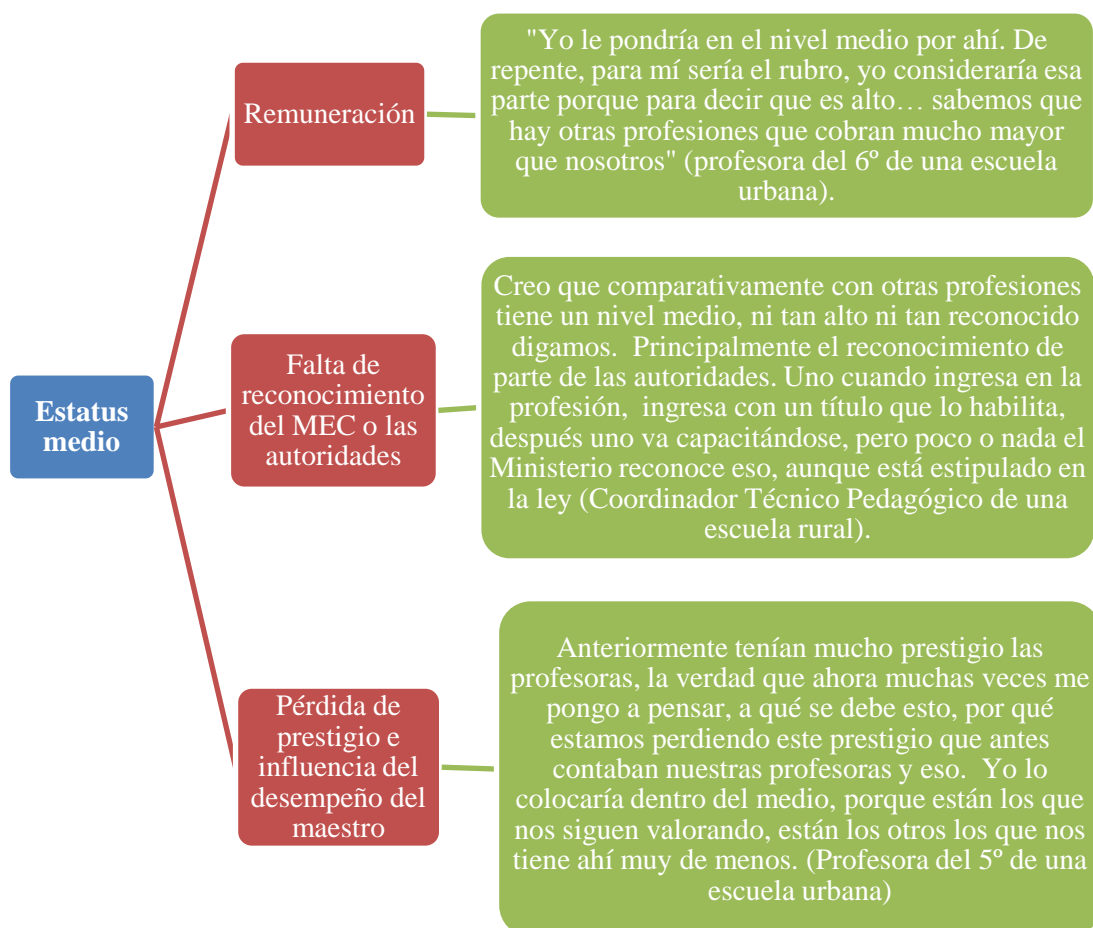 Estatus
medio
Remuneración
"Yo le pondría en el nivel medio por ahí. De
repente, para mí sería el rubro, yo consideraría esa
parte porque para decir que es alto… sabemos que
hay otras profesiones que cobran mucho mayor
que nosotros" (profesora del 6º de una escuela
urbana).
Falta de
reconocimiento
del MEC o las
autoridades
Creo que comparativamente con otras profesiones
tiene un nivel medio, ni tan alto ni tan reconocido
digamos.  Principalmente el reconocimiento de
parte de las autoridades. Uno cuando ingresa en la
profesión,  ingresa con un título que lo habilita,
después uno va capacitándose, pero poco o nada el
Ministerio reconoce eso, aunque está estipulado en
la ley (Coordinador Técnico Pedagógico de una
escuela rural).
Pérdida de
prestigio e
influencia del
desempeño del
maestro
Anteriormente tenían mucho prestigio las
profesoras, la verdad que ahora muchas veces me
pongo a pensar, a qué se debe esto, por qué
estamos perdiendo este prestigio que antes
contaban nuestras profesoras y eso.  Yo lo
colocaría dentro del medio, porque están los que
nos siguen valorando, están los otros los que nos
tiene ahí muy de menos. (Profesora del 5º de una
escuela urbana)